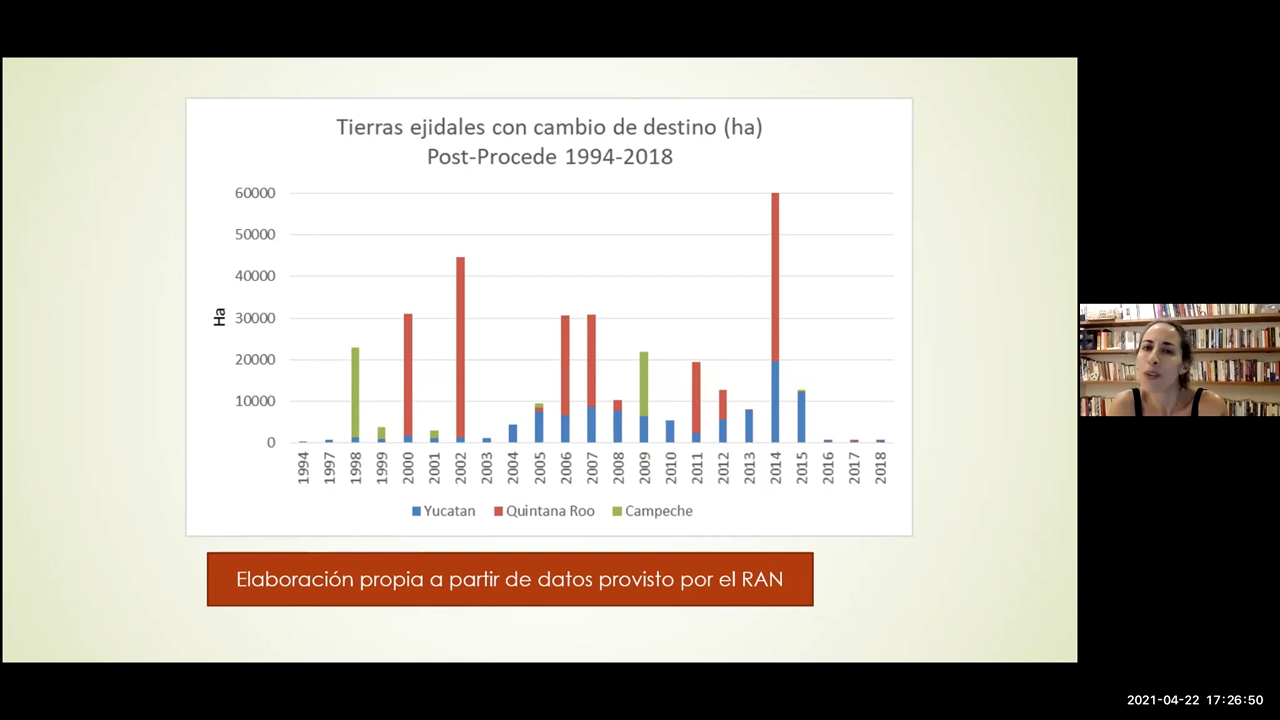 Tierras ejidales con cambio de destino (ha)
Post-Procede 1994-2018
60000
50000
40000
30000
20000
10000
0
Ha
1994 1997 1998 1999 2000 2001 2002 2003 2004 2005 2006 2007 2008 2009 2010 2011 2012 2013 2014 2015 2016 2017 2018
Yucatan Quintana Roo Campeche
Elaboración propia a partir de datos provisto por el RAN
2021-04-22 17:26:50